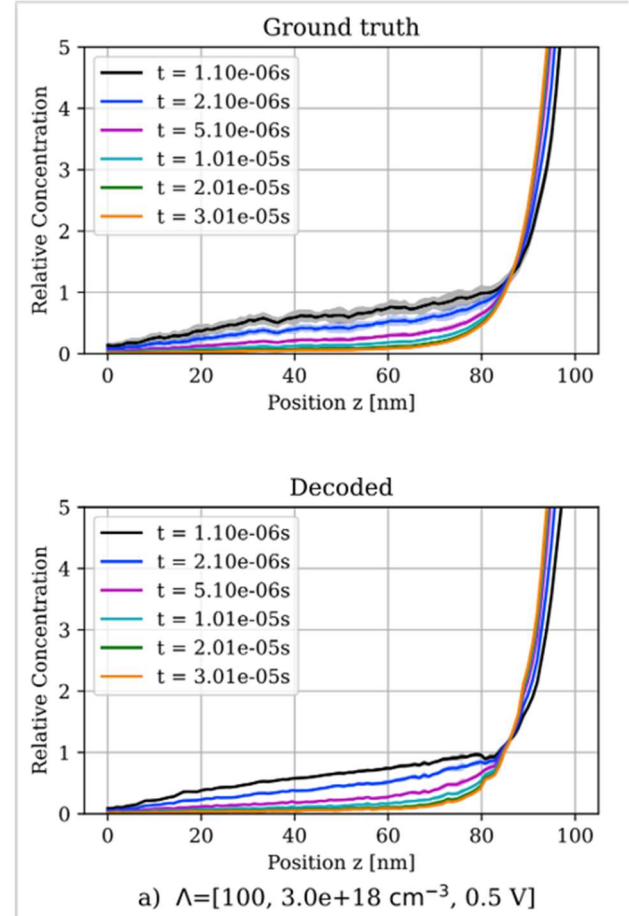 Ground truth
5
4
3
2
1
0
Relative Concentration
t = 1.10e-06s
t = 2.10e-06s
t = 5.10e-06s
t = 1.01e-05s
t = 2.01e-05s
t = 3.01e-05s
0 20 40 60 80 100
Position z [nm]
Decoded
5
4
3
2
1
0
Relative Concentration
t = 1.10e-06s
t = 2.10e-06s
t = 5.10e-06s
t = 1.01e-05s
t = 2.01e-05s
t = 3.01e-05s
0 20 40 60 80 100
Position z [nm]
a) Λ=[100, 3.0e+18 cm⁻³, 0.5 V]